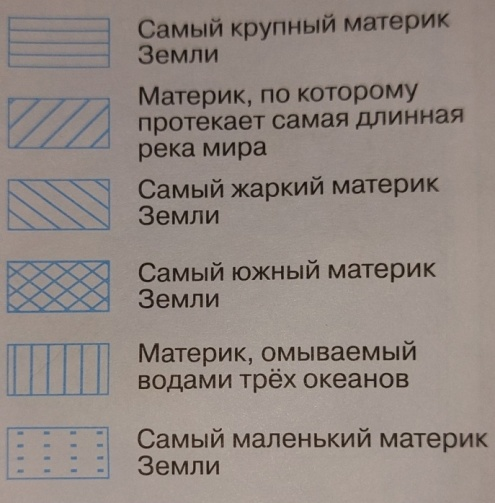 Самый крупный материк
Земли
Материк, по которому
протекает самая длинная
река мира
Самый жаркий материк
Земли
Самый южный материк
Земли
Материк, омываемый
водами трёх океанов
Самый маленький материк
Земли